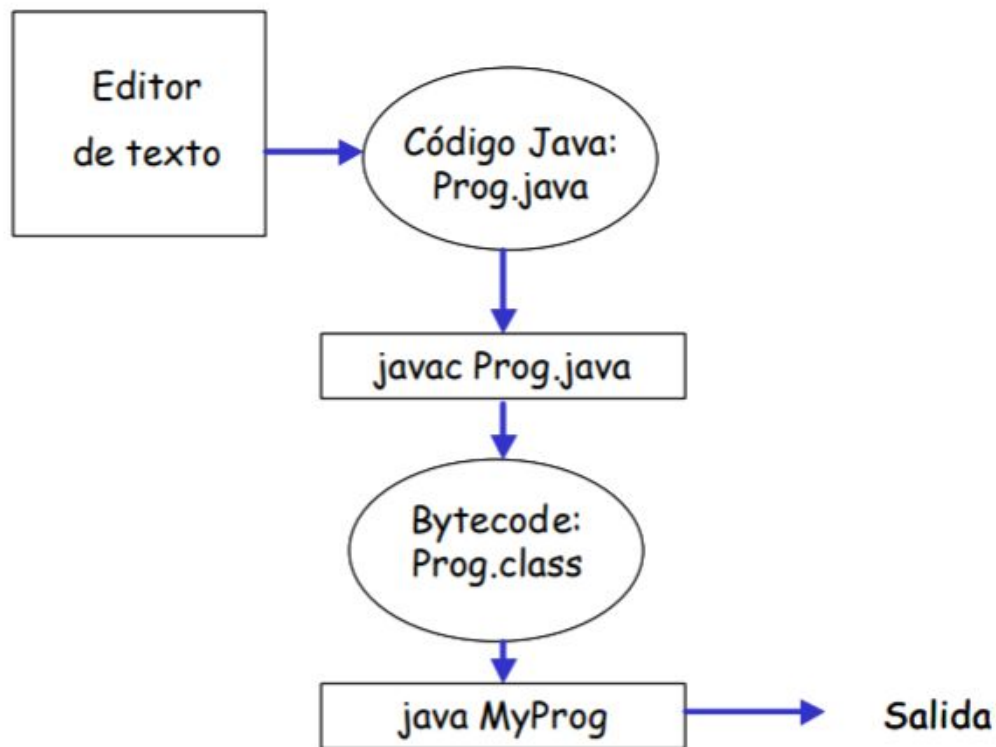 Editor
de texto
Código Java:
Prog.java
javac Prog.java
Bytecode:
Prog.class
java MyProg
Salida